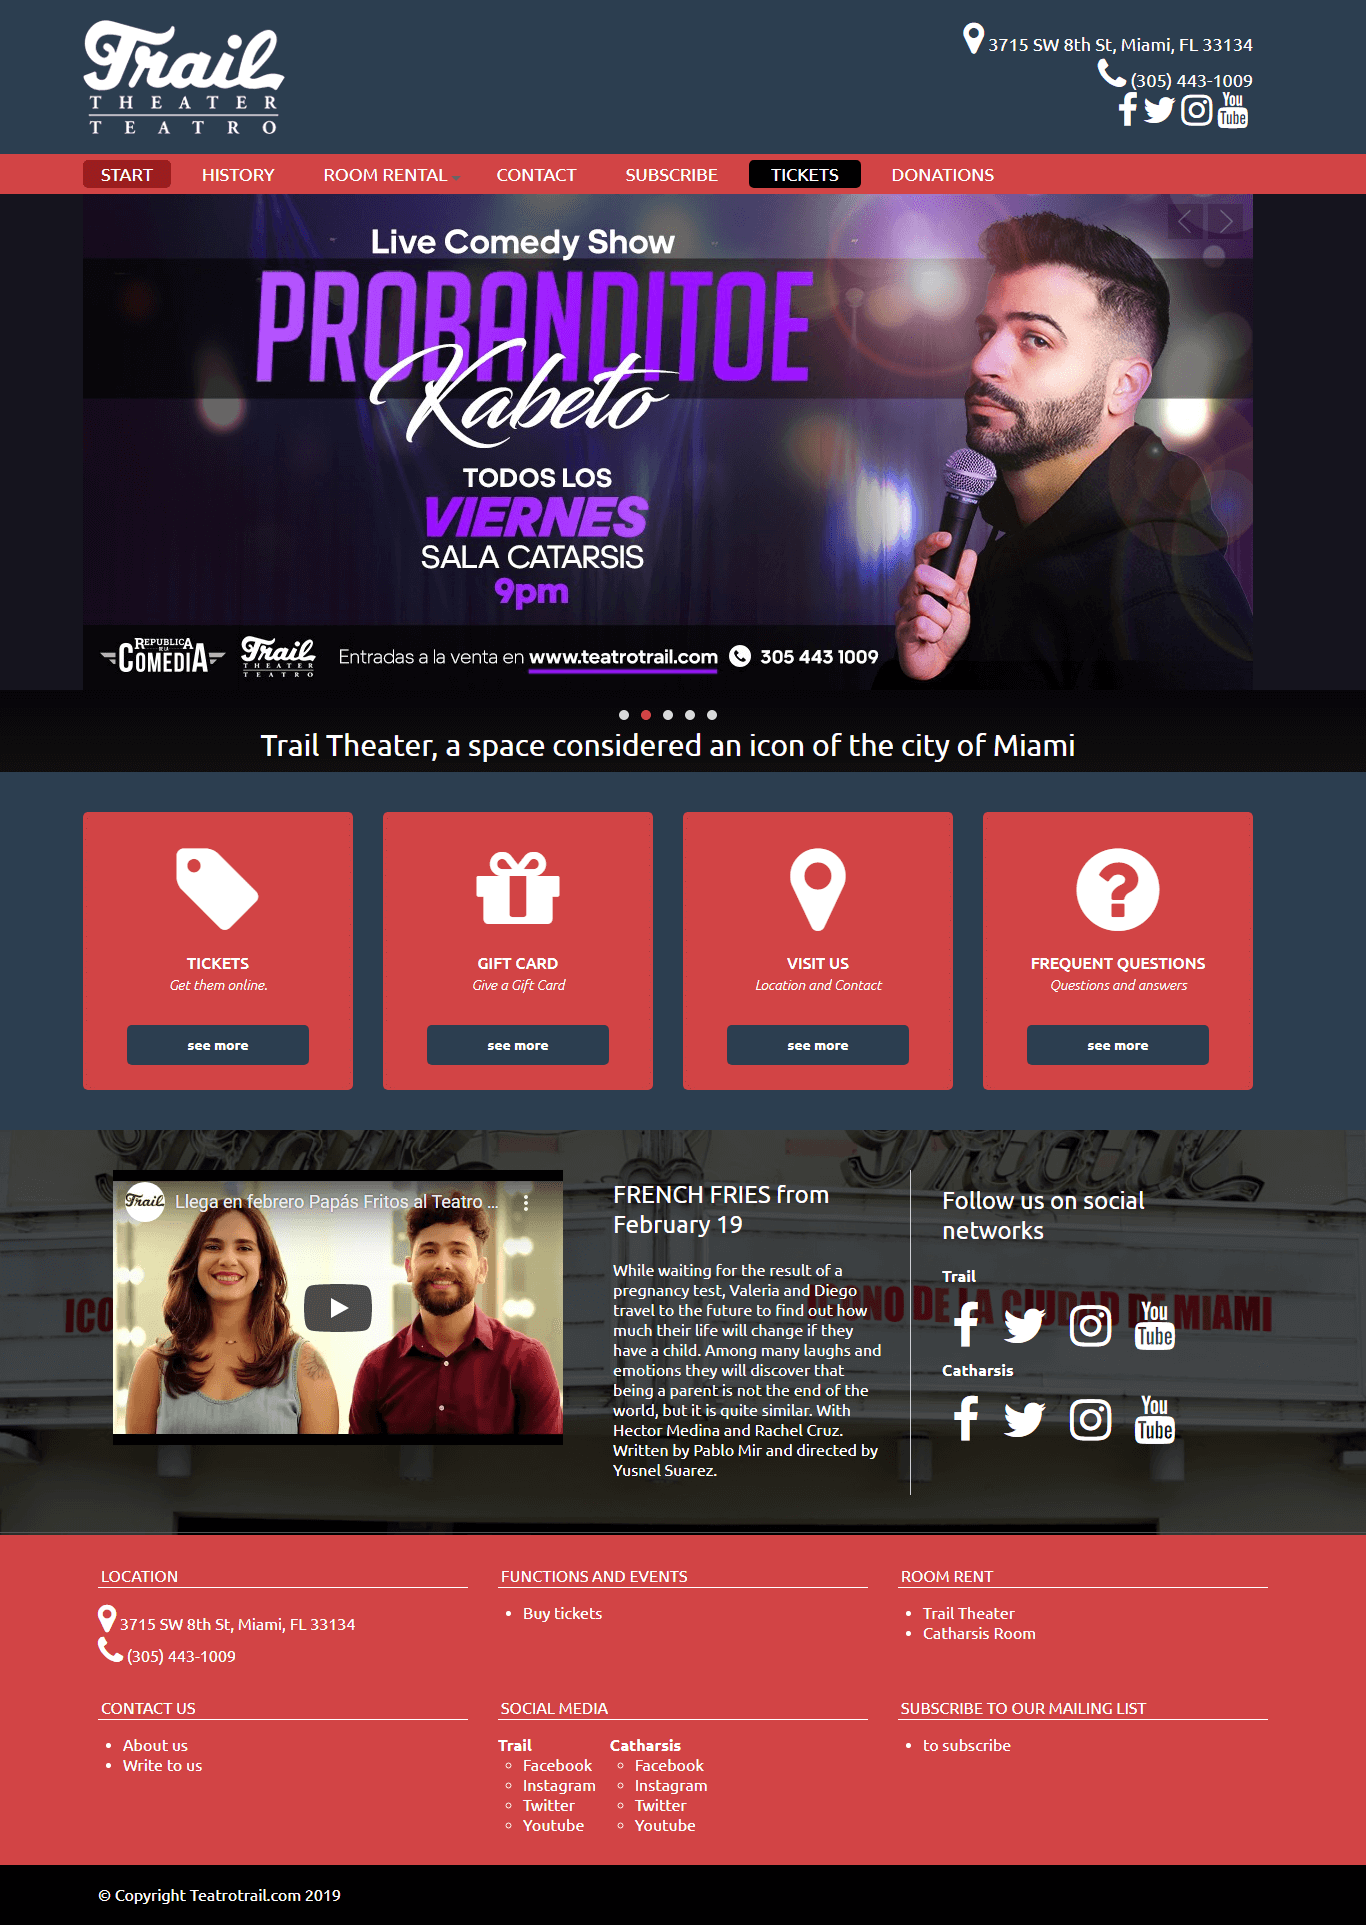 Trail
THEATER
TEATRO
3715 SW 8th St, Miami, FL 33134
(305) 443-1009
You
Tube
START HISTORY ROOM RENTAL CONTACT SUBSCRIBE TICKETS DONATIONS
Live Comedy Show
PROBANDITOE
Kabeto
TODOS LOS
VIERNES
SALA CATARSIS
9pm
REPUBLICA
DE LA
COMEDIA
Trail
THEATER
TEATRO
Entradas a la venta en www.teatrotrail.com 305 443 1009
Trail Theater, a space considered an icon of the city of Miami
TICKETS
Get them online.
see more
GIFT CARD
Give a Gift Card
see more
VISIT US
Location and Contact
see more
FREQUENT QUESTIONS
Questions and answers
see more
Trail
Llega en febrero Papás Fritos al Teatro ...
FRENCH FRIES from
February 19
While waiting for the result of a
pregnancy test, Valeria and Diego
travel to the future to find out how
much their life will change if they
have a child. Among many laughs and
emotions they will discover that
being a parent is not the end of the
world, but it is quite similar. With
Hector Medina and Rachel Cruz.
Written by Pablo Mir and directed by
Yusnel Suarez.
Follow us on social
networks
Trail
You
Tube
Catharsis
You
Tube
DE LA CIUDAD DE MIAMI
LOCATION
3715 SW 8th St, Miami, FL 33134
(305) 443-1009
FUNCTIONS AND EVENTS
Buy tickets
ROOM RENT
Trail Theater
Catharsis Room
CONTACT US
About us
Write to us
SOCIAL MEDIA
Trail
Facebook
Instagram
Twitter
Youtube
Catharsis
Facebook
Instagram
Twitter
Youtube
SUBSCRIBE TO OUR MAILING LIST
to subscribe
© Copyright Teatrotrail.com 2019